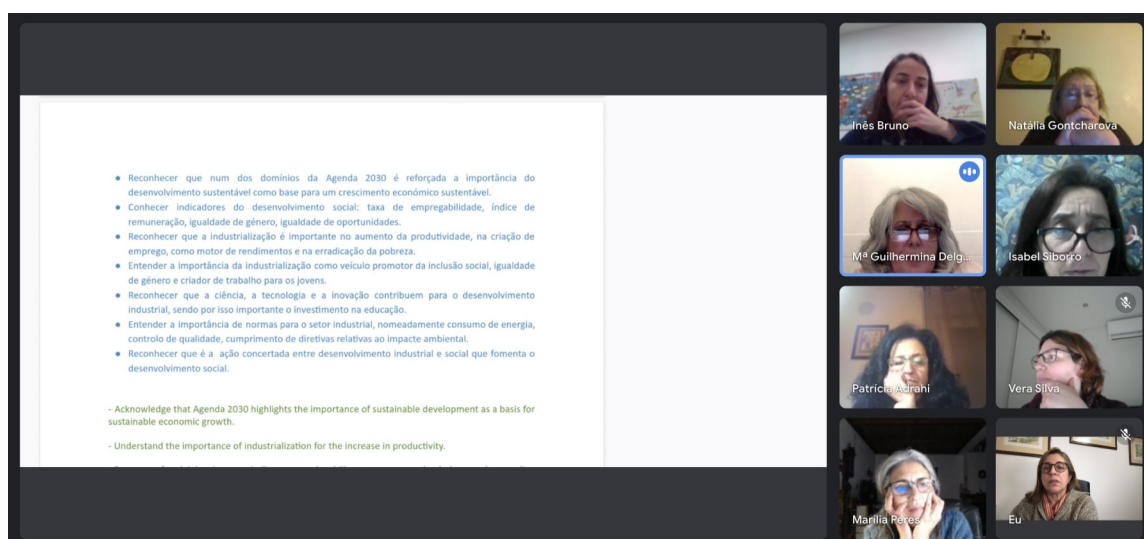 ● Reconhecer que num dos domínios da Agenda 2030 é reforçada a importância do
desenvolvimento sustentável como base para um crescimento económico sustentável.
● Conhecer indicadores do desenvolvimento social: taxa de empregabilidade, índice de
remuneração, igualdade de género, igualdade de oportunidades.
● Reconhecer que a industrialização é importante no aumento da produtividade, na criação de
emprego, como motor de rendimentos e na erradicação da pobreza.
● Entender a importância da industrialização como veículo promotor da inclusão social, igualdade
de género e criador de trabalho para os jovens.
● Reconhecer que a ciência, a tecnologia e a inovação contribuem para o desenvolvimento
industrial, sendo por isso importante o investimento na educação.
● Entender a importância de normas para o setor industrial, nomeadamente consumo de energia,
controlo de qualidade, cumprimento de diretivas relativas ao impacte ambiental.
● Reconhecer que é a ação concertada entre desenvolvimento industrial e social que fomenta o
desenvolvimento social.
- Acknowledge that Agenda 2030 highlights the importance of sustainable development as a basis for
sustainable economic growth.
- Understand the importance of industrialization for the increase in productivity.
Inês Bruno
Natália Gontcharova
Mª Guilhermina Delg...
Isabel Siborro
Patrícia Adrahi
Vera Silva
Marília Peres
Eu